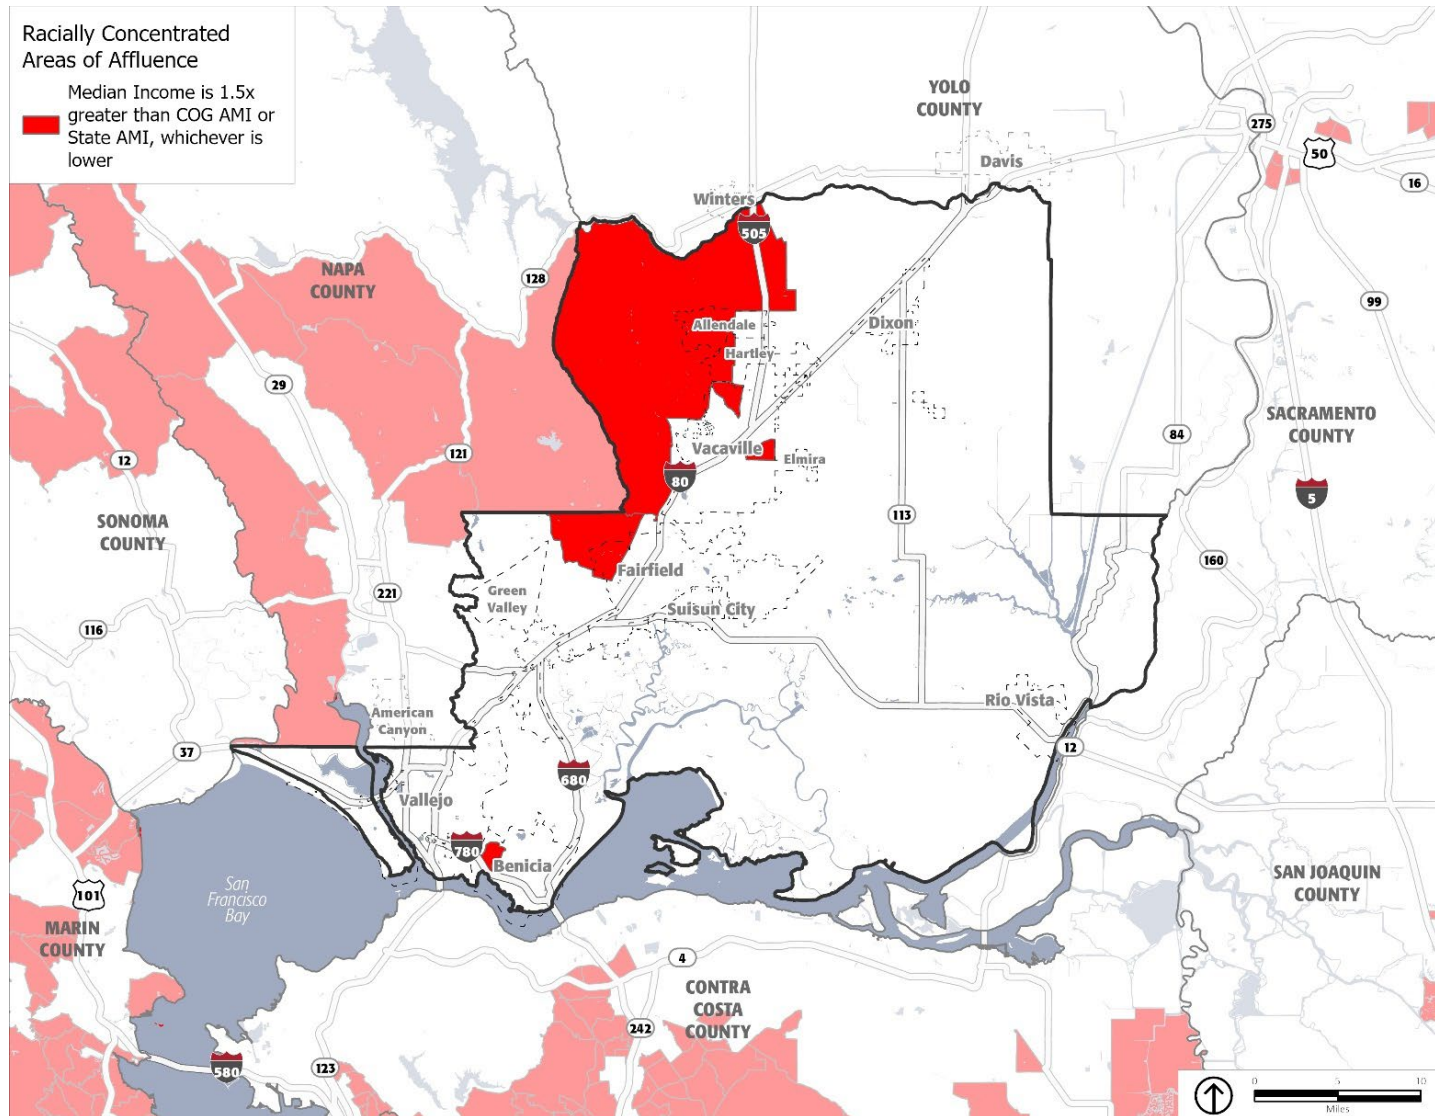 Racially Concentrated
Areas of Affluence
Median Income is 1.5x
greater than COG AMI or
State AMI, whichever is
lower
YOLO
COUNTY
275
50
Davis
16
Winters
505
NAPA
COUNTY
128
99
Allendale
Dixon
Hartley
29
SACRAMENTO
COUNTY
84
121
12
Vacaville
Elmira
80
5
113
SONOMA
COUNTY
160
Fairfield
Green
Valley
221
Suisun City
116
Rio Vista
American
Canyon
37
12
680
Vallejo
780
Benicia
San
Francisco
Bay
101
SAN JOAQUIN
COUNTY
MARIN
COUNTY
4
CONTRA
COSTA
COUNTY
242
123
580
0 5 10
Miles